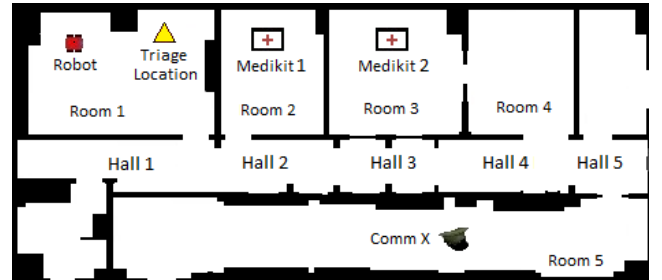 Robot
Triage
Location
Medikit 1
Medikit 2
Room 1
Room 2
Room 3
Room 4
Hall 1
Hall 2
Hall 3
Hall 4
Hall 5
Comm X
Room 5